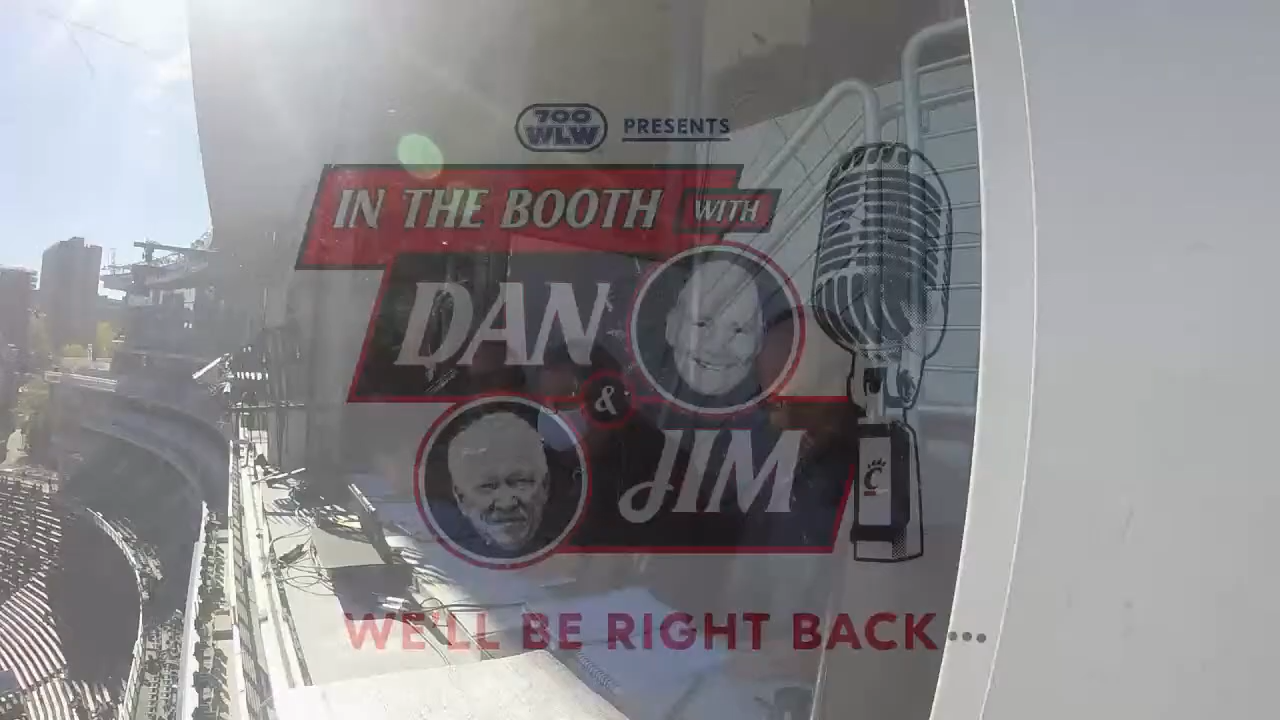 700
WLW
PRESENTS
IN THE BOOTH WITH
DAN
&
JIM
C
WE'LL BE RIGHT BACK...